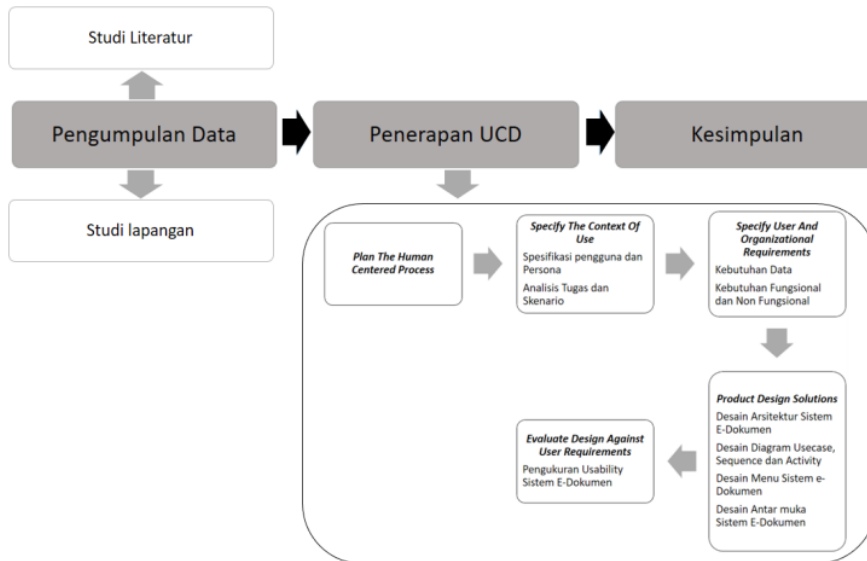 Studi Literatur
Pengumpulan Data
Penerapan UCD
Kesimpulan
Studi lapangan
Plan The Human
Centered Process
Specify The Context Of
Use
Spesifikasi pengguna dan
Persona
Analisis Tugas dan
Skenario
Specify User And
Organizational
Requirements
Kebutuhan Data
Kebutuhan Fungsional
dan Non Fungsional
Product Design Solutions
Desain Arsitektur Sistem
E-Dokumen
Desain Diagram Usecase,
Sequence dan Activity
Desain Menu Sistem e-
Dokumen
Desain Antar muka
Sistem E-Dokumen
Evaluate Design Against
User Requirements
Pengukuran Usability
Sistem E-Dokumen